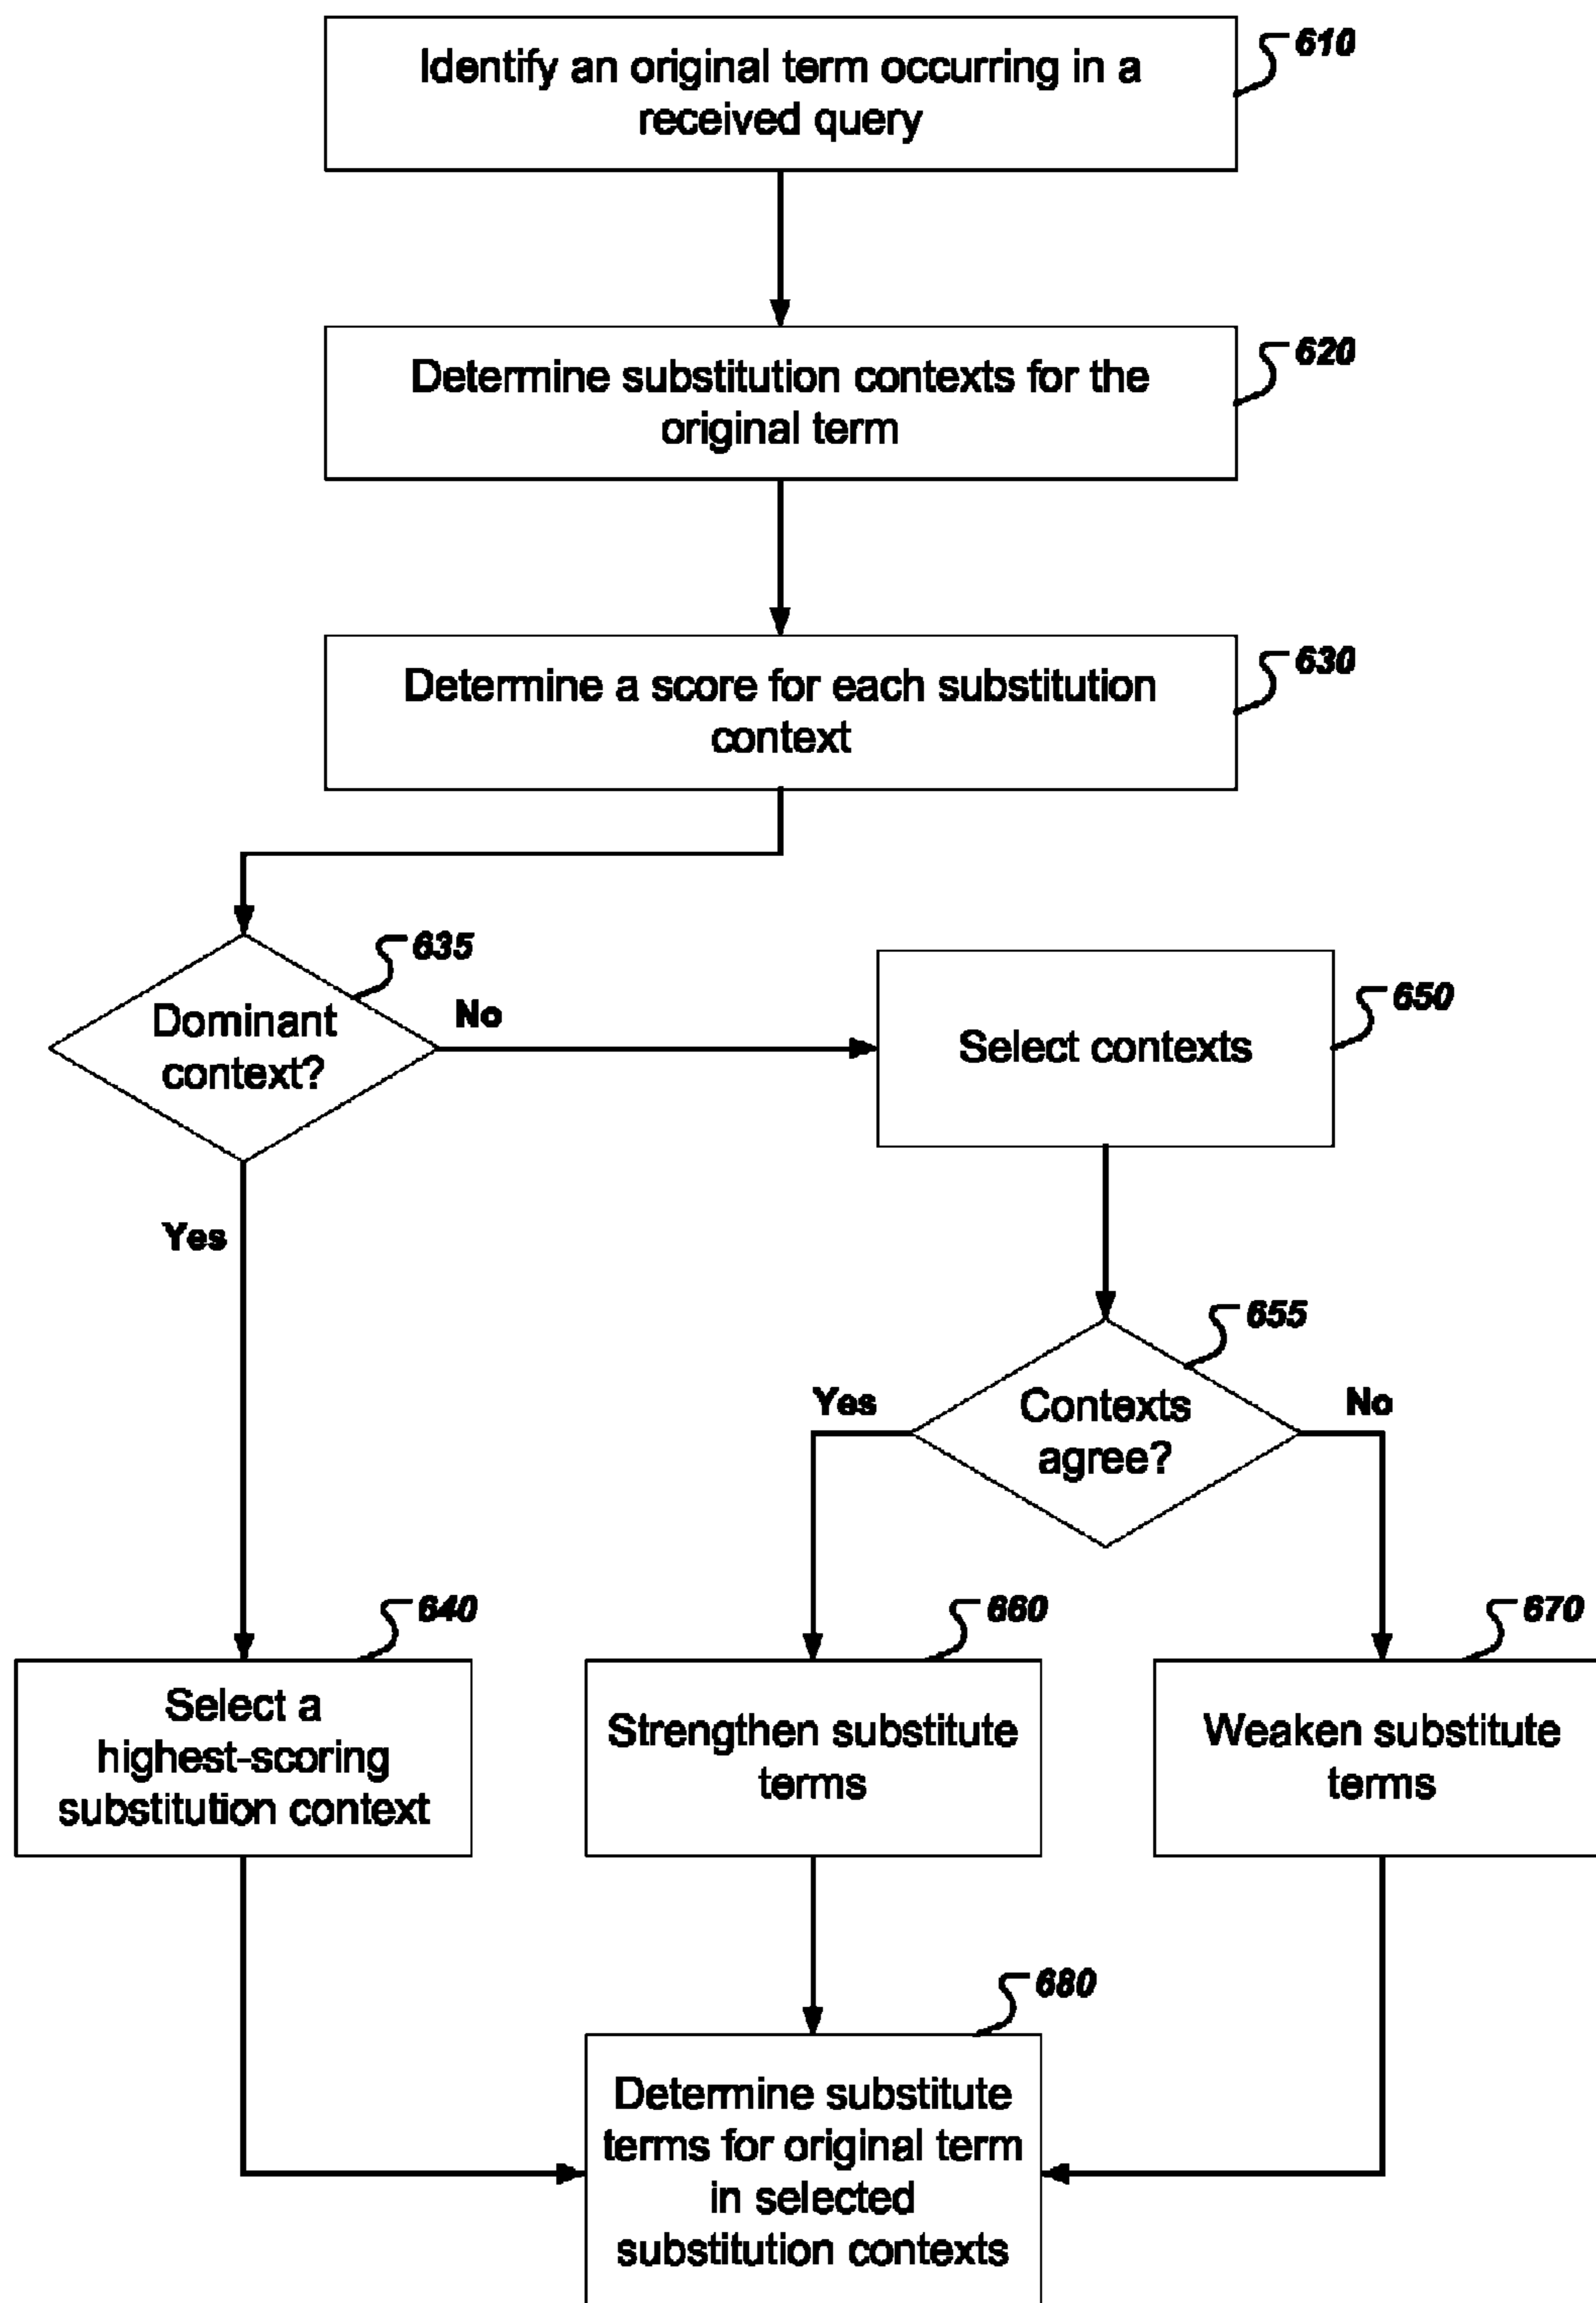 Identify an original term occurring in a
received query
610
Determine substitution contexts for the
original term
620
Determine a score for each substitution
context
630
Dominant
context?
635
No
Yes
Select contexts
650
Contexts
agree?
655
Yes
No
Select a
highest-scoring
substitution context
640
Strengthen substitute
terms
660
Weaken substitute
terms
670
Determine substitute
terms for original term
in selected
substitution contexts
680